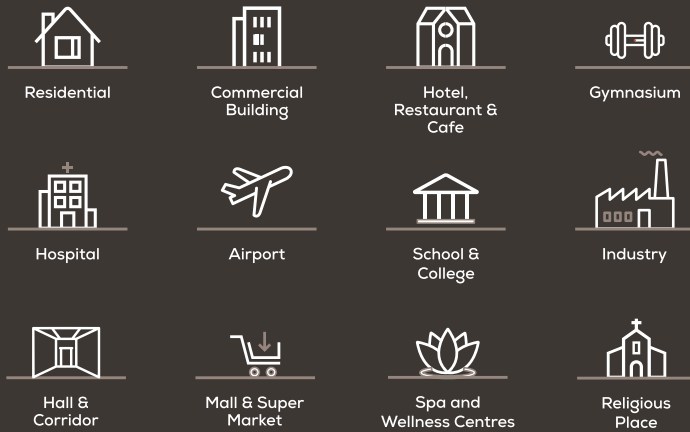 Residential
Commercial
Building
Hotel,
Restaurant &
Cafe
Gymnasium
Hospital
Airport
School &
College
Industry
Hall &
Corridor
Mall & Super
Market
Spa and
Wellness Centres
Religious
Place